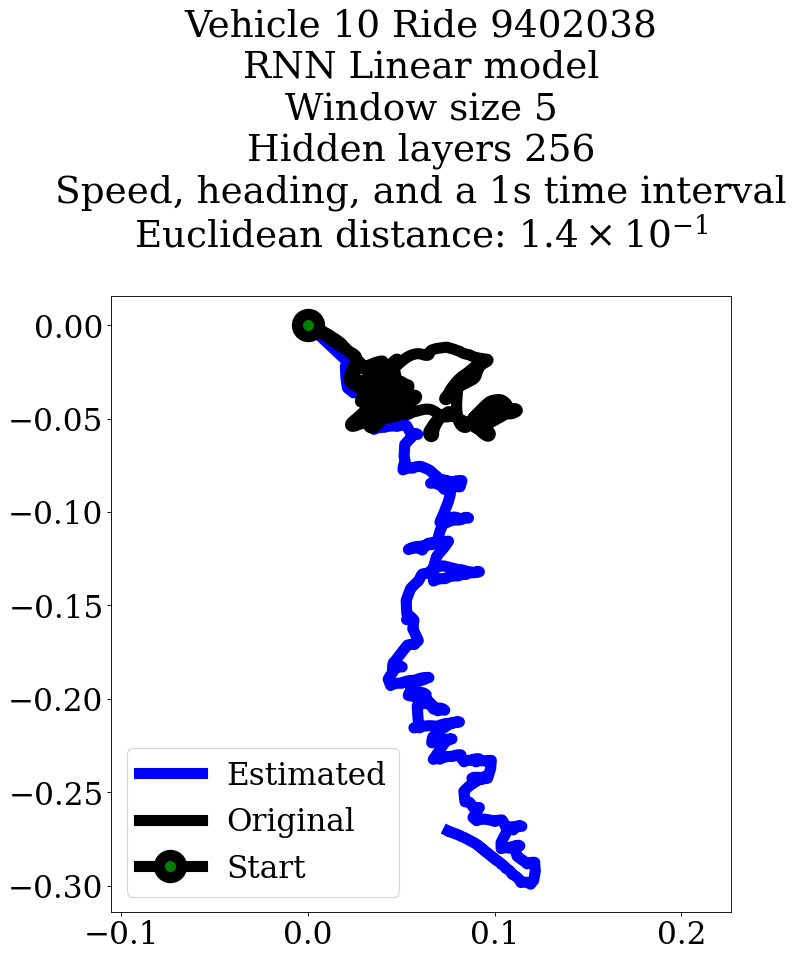 Vehicle 10 Ride 9402038
RNN Linear model
Window size 5
Hidden layers 256
Speed, heading, and a 1s time interval
Euclidean distance: 1.4 × 10⁻¹
0.00
−0.05
−0.10
−0.15
−0.20
−0.25
−0.30
Estimated
Original
Start
−0.1 0.0 0.1 0.2